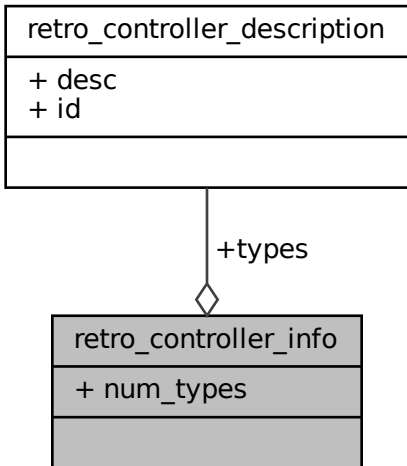 retro_controller_description
+ desc
+ id
+types
retro_controller_info
+ num_types